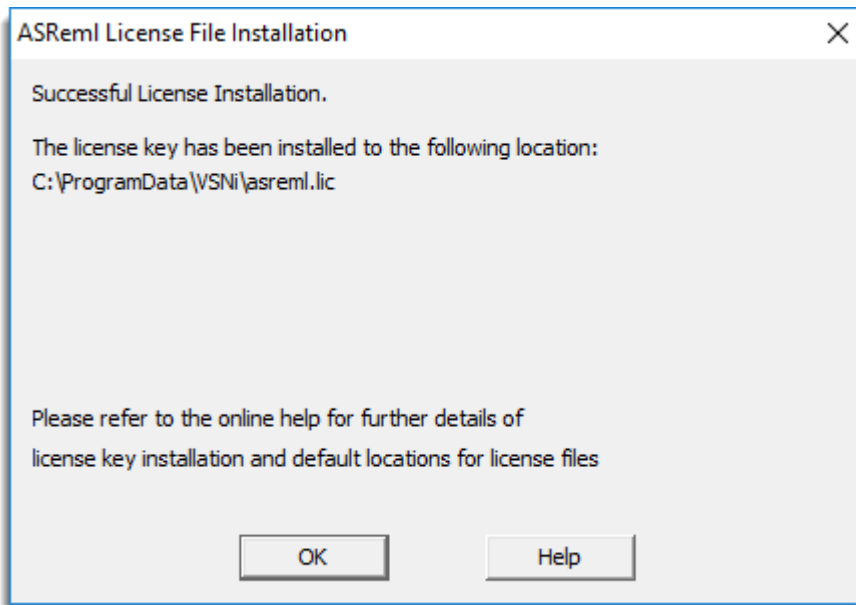 ASReml License File Installation
Successful License Installation.
The license key has been installed to the following location:
C:\ProgramData\VSNi\asreml.lic
Please refer to the online help for further details of
license key installation and default locations for license files
OK
Help